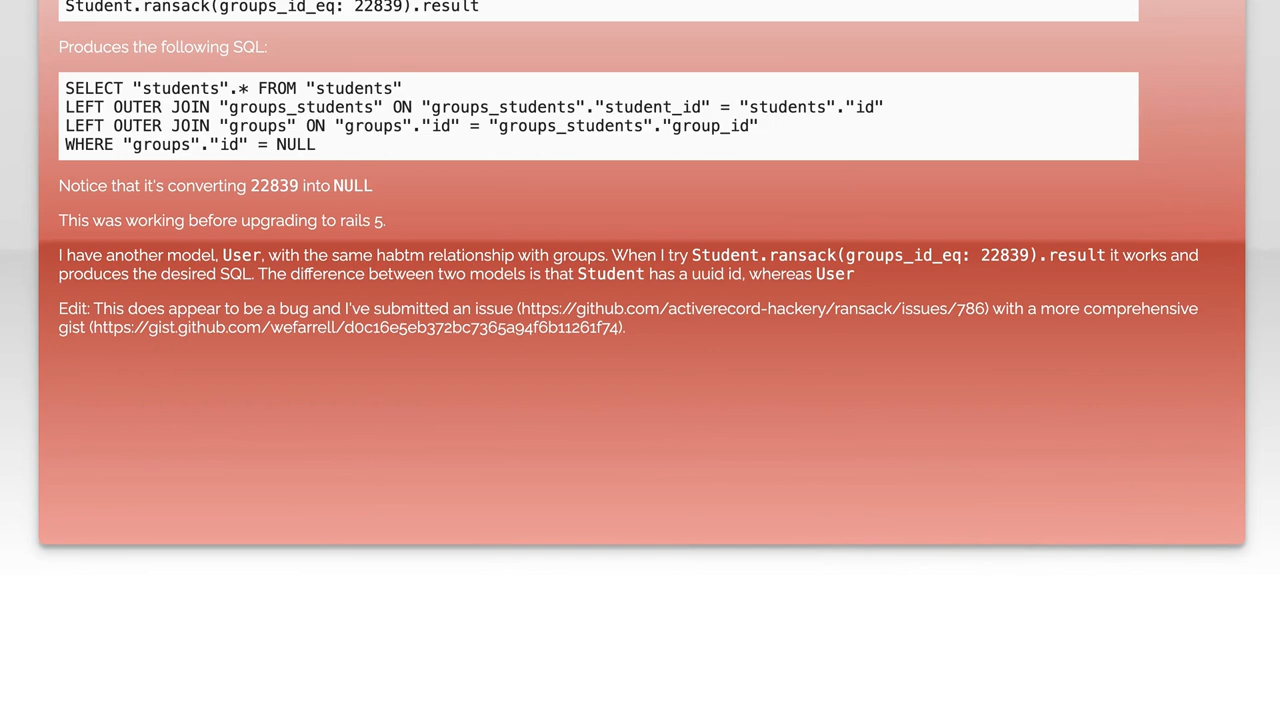 Student.ransack(groups_id_eq: 22839).result
Produces the following SQL:
SELECT "students".* FROM "students"
LEFT OUTER JOIN "groups_students" ON "groups_students"."student_id" = "students"."id"
LEFT OUTER JOIN "groups" ON "groups"."id" = "groups_students"."group_id"
WHERE "groups"."id" = NULL
Notice that it's converting 22839 into NULL
This was working before upgrading to rails 5.
I have another model, User, with the same habtm relationship with groups. When I try Student.ransack(groups_id_eq: 22839).result it works and
produces the desired SQL. The difference between two models is that Student has a uuid id, whereas User
Edit: This does appear to be a bug and I've submitted an issue (https://github.com/activerecord-hackery/ransack/issues/786) with a more comprehensive
gist (https://gist.github.com/wefarrell/d0c16e5eb372bc7365a94f6b11261f74).